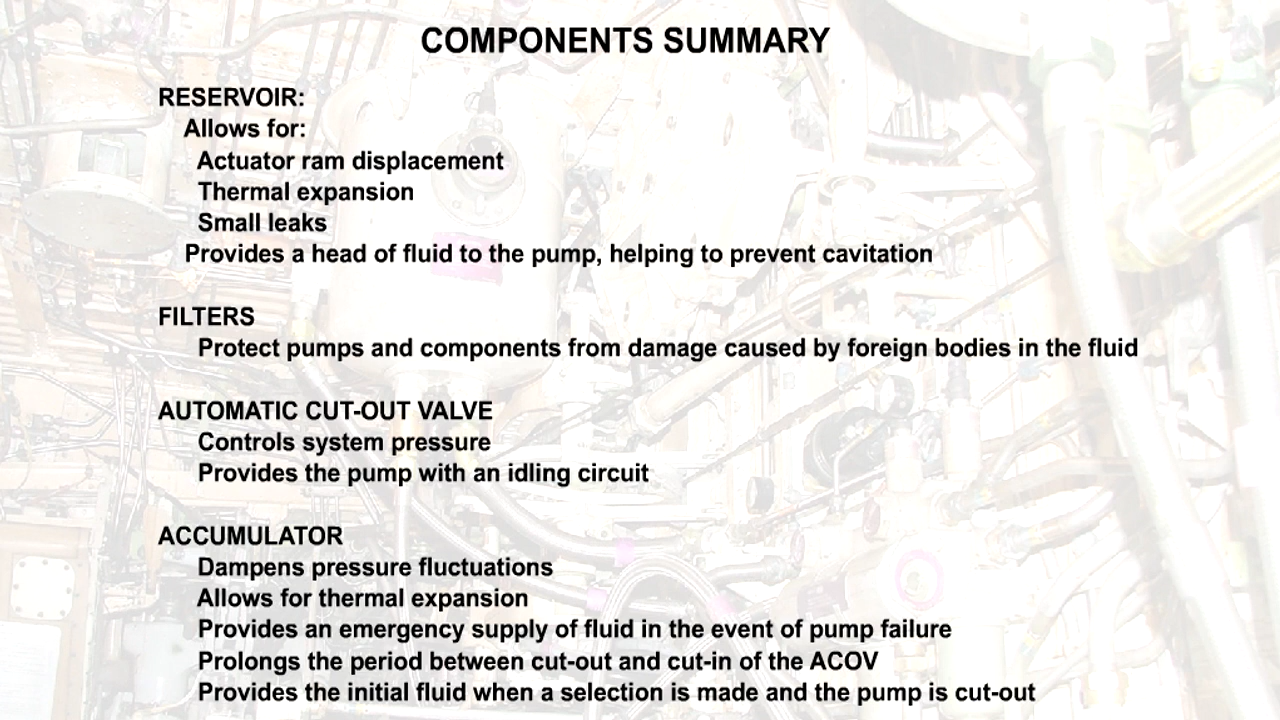 COMPONENTS SUMMARY
RESERVOIR:
Allows for:
Actuator ram displacement
Thermal expansion
Small leaks
Provides a head of fluid to the pump, helping to prevent cavitation
FILTERS
Protect pumps and components from damage caused by foreign bodies in the fluid
AUTOMATIC CUT-OUT VALVE
Controls system pressure
Provides the pump with an idling circuit
ACCUMULATOR
Dampens pressure fluctuations
Allows for thermal expansion
Provides an emergency supply of fluid in the event of pump failure
Prolongs the period between cut-out and cut-in of the ACOV
Provides the initial fluid when a selection is made and the pump is cut-out